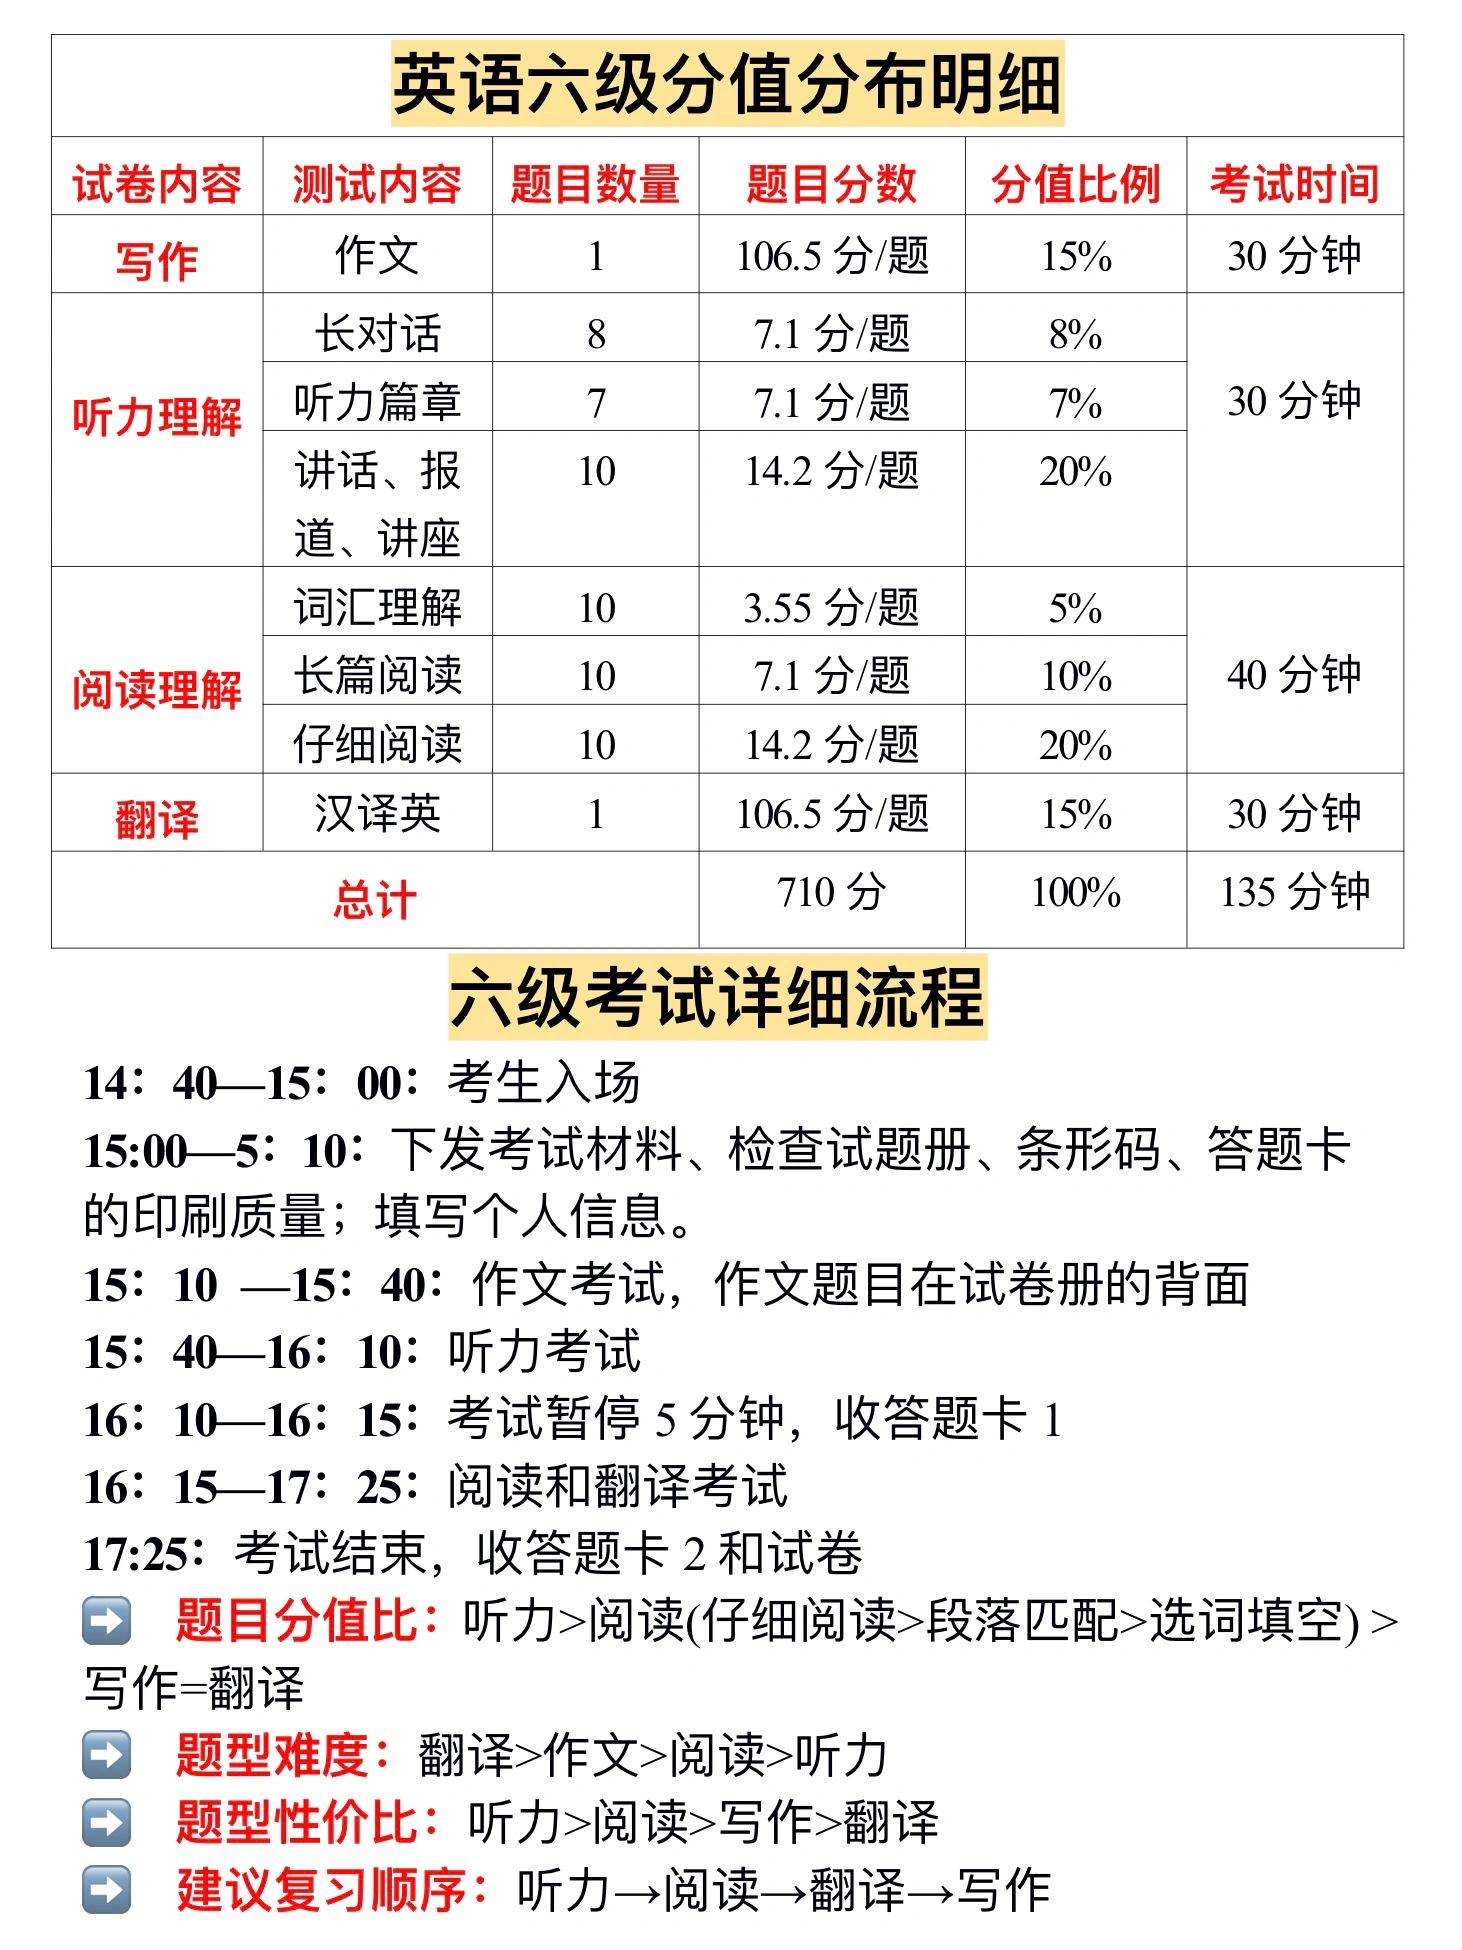 英语六级分值分布明细
试卷内容 测试内容 题目数量 题目分数 分值比例 考试时间
写作 作文 1 106.5 分/题 15% 30 分钟
听力理解 长对话 8 7.1 分/题 8% 30 分钟
听力篇章 7 7.1 分/题 7%
讲话、报 10 14.2 分/题 20%
道、讲座
阅读理解 词汇理解 10 3.55 分/题 5% 40 分钟
长篇阅读 10 7.1 分/题 10%
仔细阅读 10 14.2 分/题 20%
翻译 汉译英 1 106.5 分/题 15% 30 分钟
总计 710 分 100% 135 分钟
六级考试详细流程
14：40—15：00：考生入场
15:00—5：10：下发考试材料、检查试题册、条形码、答题卡
的印刷质量；填写个人信息。
15：10 —15：40：作文考试，作文题目在试卷册的背面
15：40—16：10：听力考试
16：10—16：15：考试暂停 5 分钟，收答题卡 1
16：15—17：25：阅读和翻译考试
17:25：考试结束，收答题卡 2 和试卷
➡️ 题目分值比：听力>阅读(仔细阅读>段落匹配>选词填空) >
写作=翻译
➡️ 题型难度：翻译>作文>阅读>听力
➡️ 题型性价比：听力>阅读>写作>翻译
➡️ 建议复习顺序：听力→阅读→翻译→写作